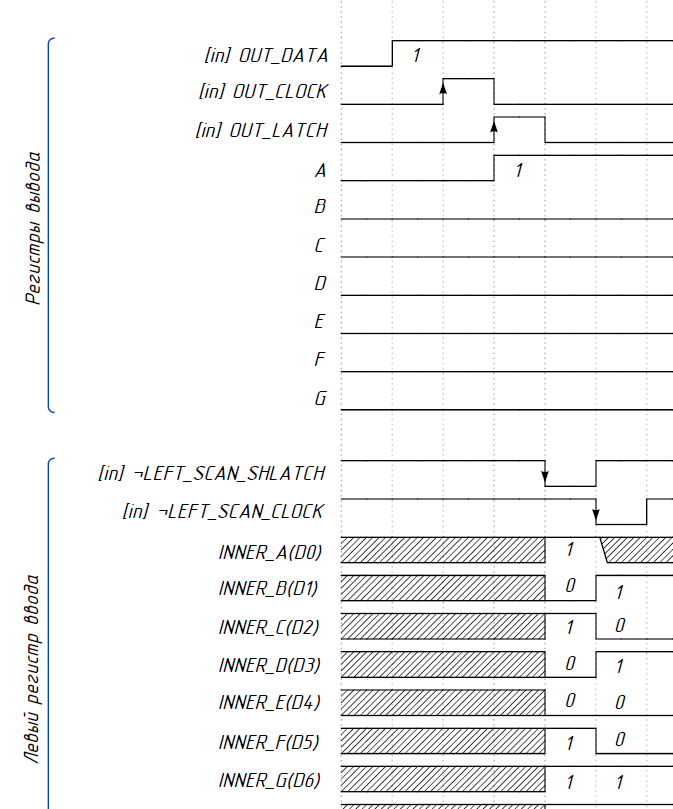 Регистры вывода
[in] OUT_DATA
1
[in] OUT_CLOCK
[in] OUT_LATCH
A
1
B
C
D
E
F
G
Левый регистр ввода
[in] ¬LEFT_SCAN_SHLATCH
[in] ¬LEFT_SCAN_CLOCK
INNER_A(D0)
1
INNER_B(D1)
0 1
INNER_C(D2)
1 0
INNER_D(D3)
0 1
INNER_E(D4)
0 0
INNER_F(D5)
1 0
INNER_G(D6)
1 1